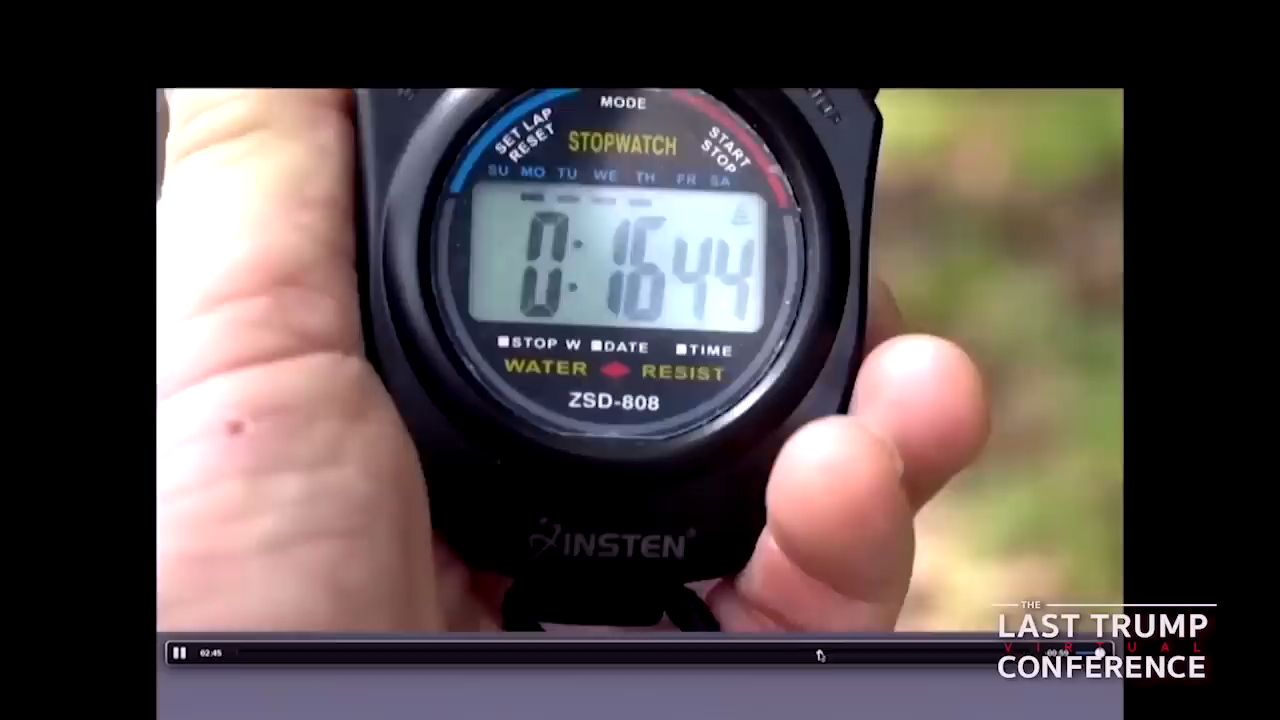 MODE
SET LAP
RESET
STOPWATCH
START
STOP
SU MO TU WE TH FR SA
0:16 44
STOP W DATE TIME
WATER RESIST
ZSD-808
INSTEN
02:45
THE
LAST TRUMP
VIRTUAL
CONFERENCE